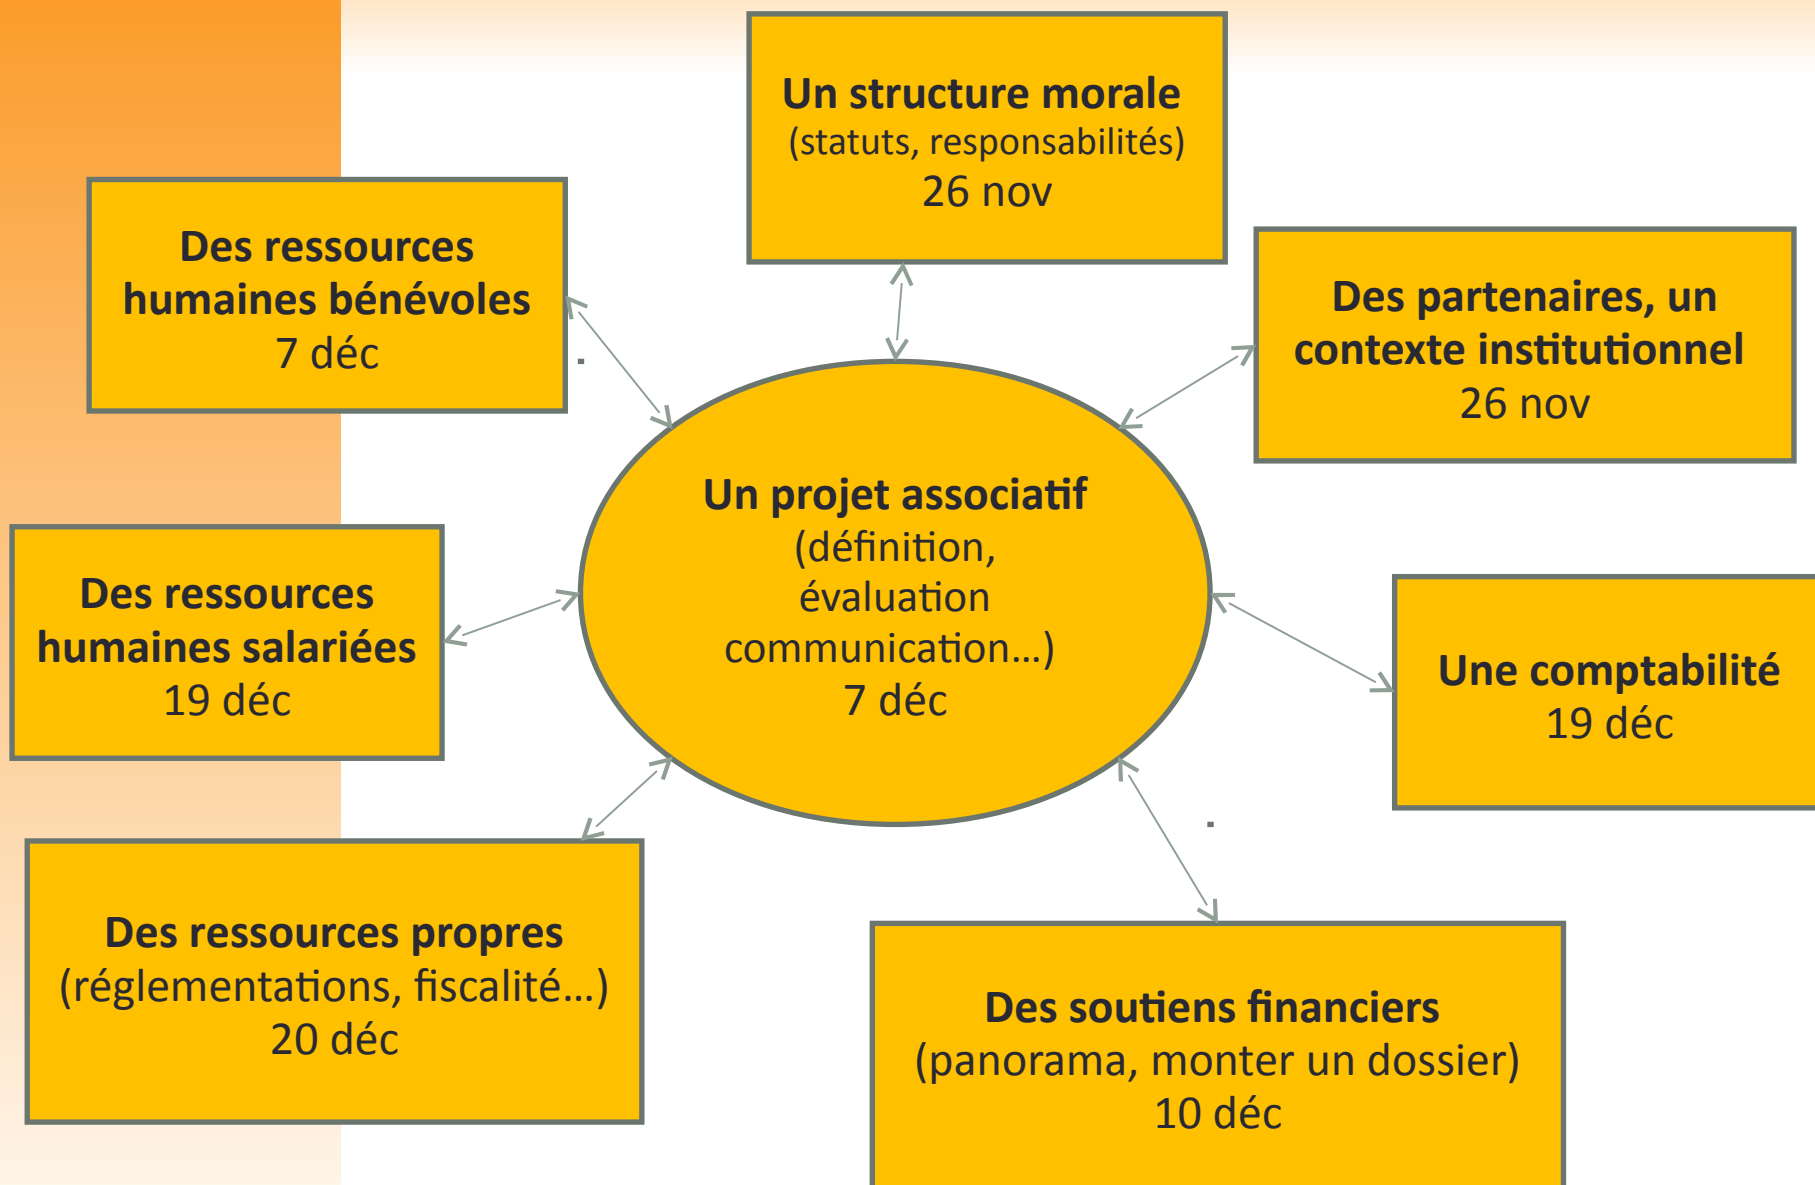 Un structure morale
(statuts, responsabilités)
26 nov
Des ressources
humaines bénévoles
7 déc
Des partenaires, un
contexte institutionnel
26 nov
Un projet associatif
(définition,
évaluation
communication…)
7 déc
Des ressources
humaines salariées
19 déc
Une comptabilité
19 déc
Des ressources propres
(réglementations, fiscalité…)
20 déc
Des soutiens financiers
(panorama, monter un dossier)
10 déc